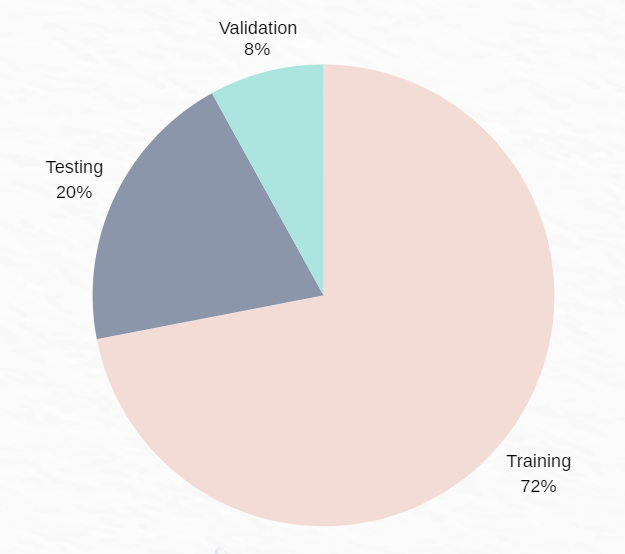 Validation
8%
Testing
20%
Training
72%